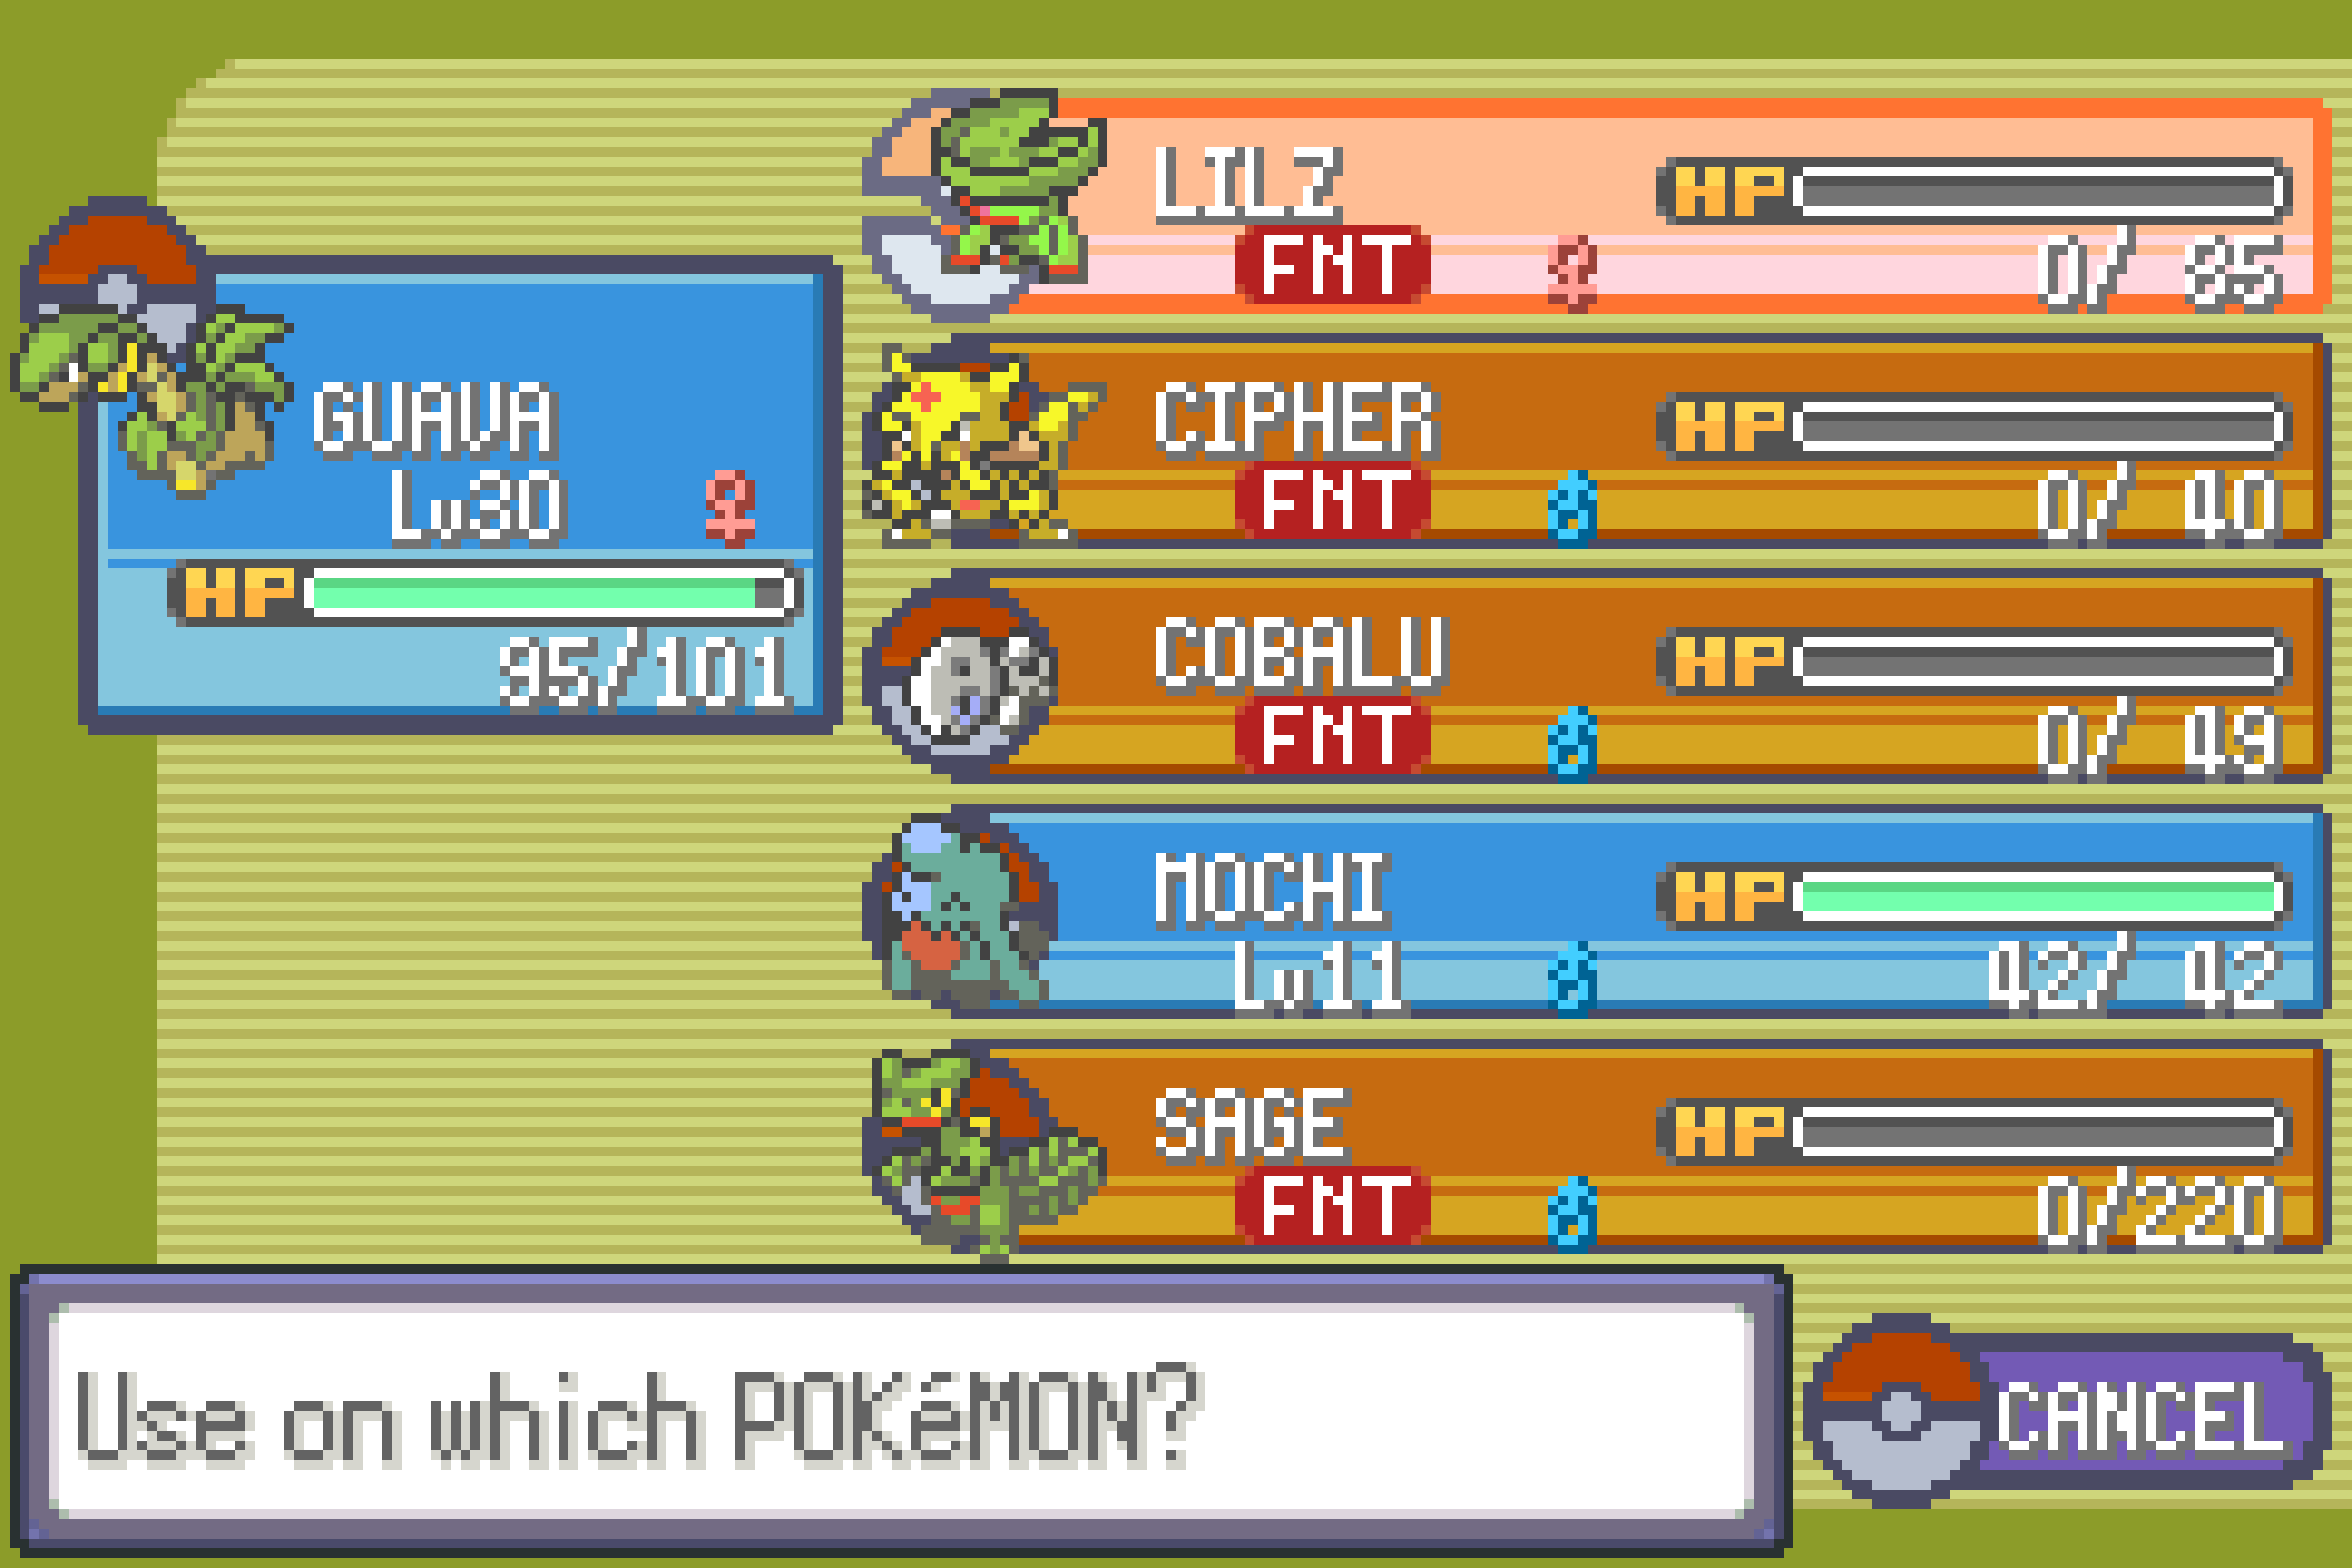 GUAVA
Lv30 ♀
HP
95/101
LILZ
HP
FNT ♀ 0/ 85
CIPHER
HP
FNT ♂ 0/ 40
COBALU
HP
FNT ♂ 0/ 49
MOCHI
HP
Lv11 ♂ 42/ 42
SAGE
HP
FNT ♂ 0/220
Use on which POKéMON?
CANCEL